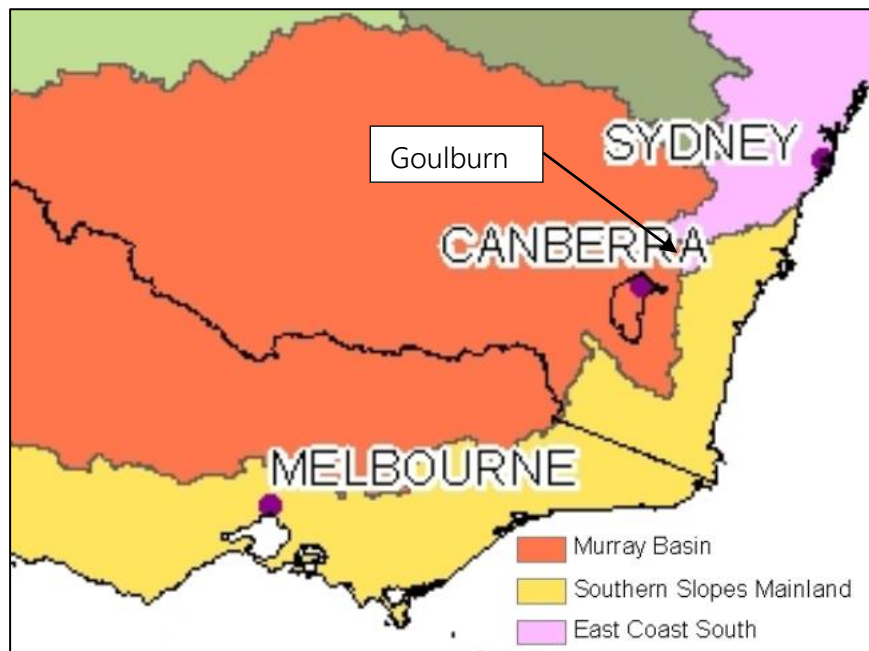 SYDNEY
Goulburn
CANBERRA
MELBOURNE
Murray Basin
Southern Slopes Mainland
East Coast South